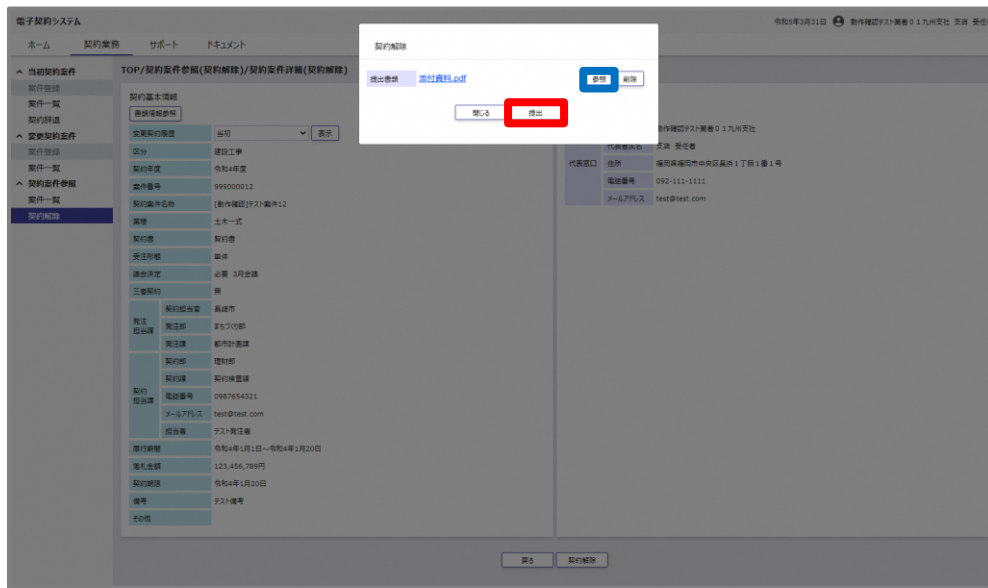 電子契約システム
令和5年3月31日 動作確認テスト業者01九州支社 支店 受任
ホーム 契約業務 サポート ドキュメント
契約解除
提出書類 添付資料.pdf 参照 削除
閉じる 提出
当初契約案件
案件登録
案件一覧
契約辞退
変更契約案件
案件登録
案件一覧
契約案件参照
案件一覧
契約解除
TOP/契約案件参照(契約解除)/契約案件詳細(契約解除)
契約基本情報
書類情報参照
変更契約履歴 当初 表示
区分 建設工事
契約年度 令和4年度
案件番号 999000012
契約案件名称 [動作確認]テスト案件12
業種 土木一式
契約書 契約書
受注形態 単体
議会決定 必要 3月会議
三者契約 無
発注担当課
契約担当者 長崎市
発注部 まちづくり部
発注課 都市計画課
契約担当課
契約部 理財部
契約課 契約検査課
電話番号 0987654321
メールアドレス test@test.com
担当者 テスト発注者
履行期間 令和4年1月1日～令和4年1月20日
落札金額 123,456,789円
契約期限 令和4年1月20日
備考 テスト備考
その他
動作確認テスト業者01九州支社
代表者氏名 支店 受任者
代表窓口 住所 福岡県福岡市中央区長浜1丁目1番1号
電話番号 092-111-1111
メールアドレス test@test.com
戻る 契約解除